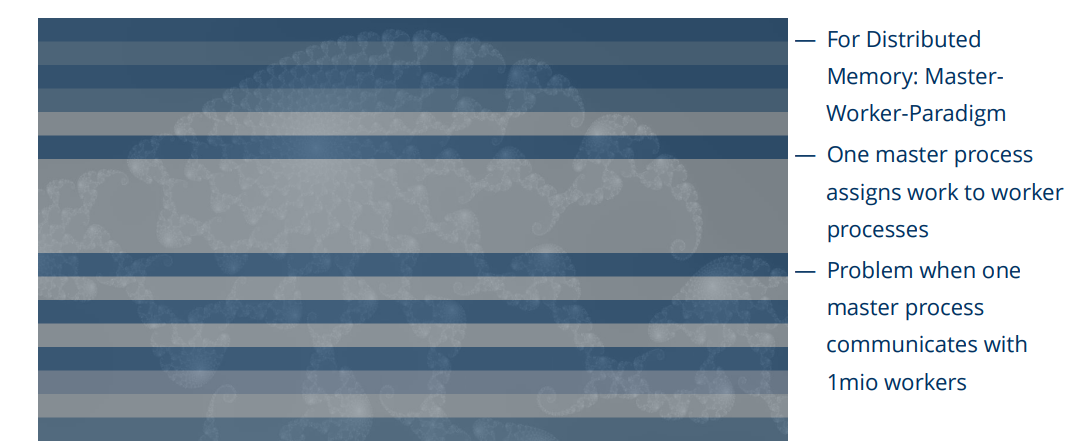 — For Distributed
Memory: Master-
Worker-Paradigm
— One master process
assigns work to worker
processes
— Problem when one
master process
communicates with
1mio workers